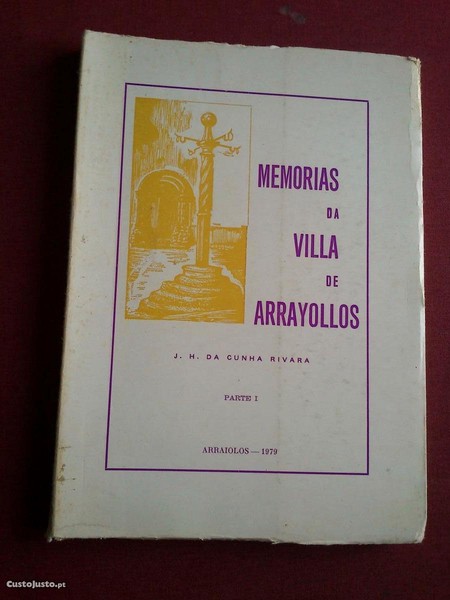 MEMORIAS
DA
VILLA
DE
ARRAYOLLOS
J. H. DA CUNHA RIVARA
PARTE I
ARRAIOLOS — 1979
CustoJusto.pt